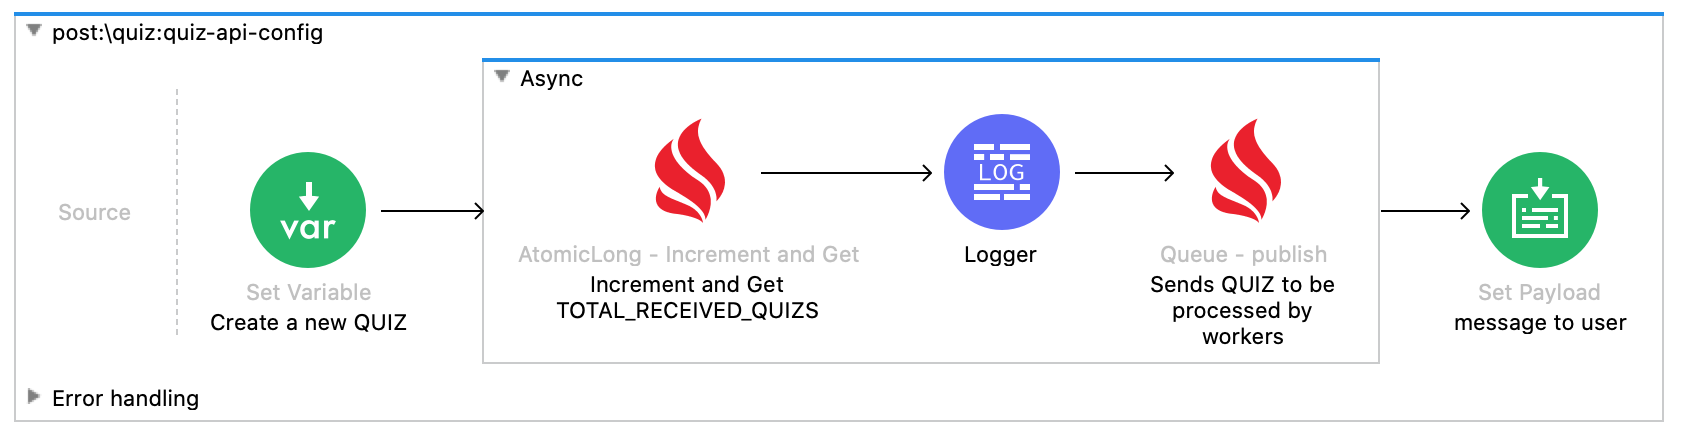 post:\quiz:quiz-api-config
Async
Source
var
LOG
AtomicLong - Increment and Get
Increment and Get
TOTAL_RECEIVED_QUIZS
Logger
Queue - publish
Sends QUIZ to be
processed by
workers
Set Variable
Create a new QUIZ
Set Payload
message to user
Error handling